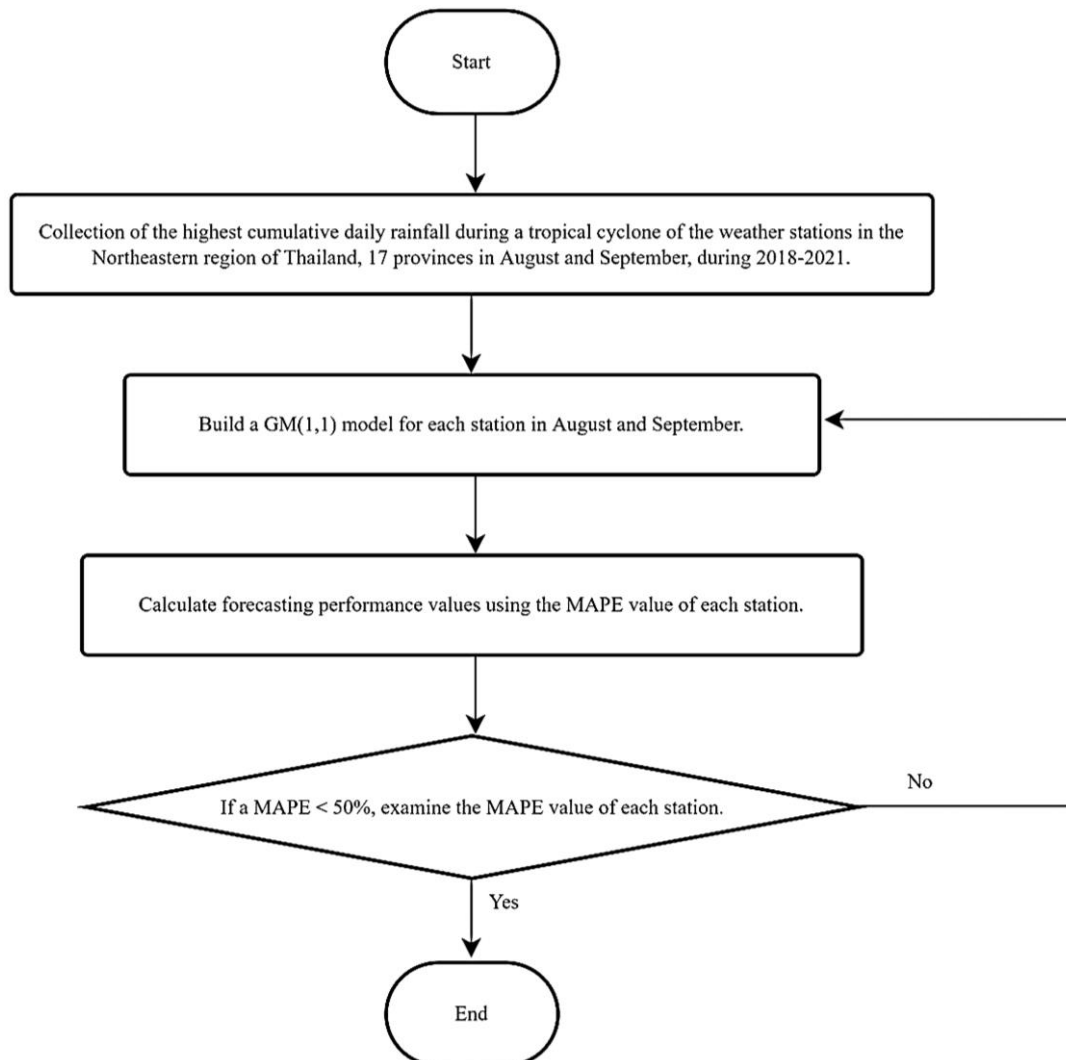 Start
Collection of the highest cumulative daily rainfall during a tropical cyclone of the weather stations in the
Northeastern region of Thailand, 17 provinces in August and September, during 2018-2021.
Build a GM(1,1) model for each station in August and September.
Calculate forecasting performance values using the MAPE value of each station.
If a MAPE < 50%, examine the MAPE value of each station.
No
Yes
End